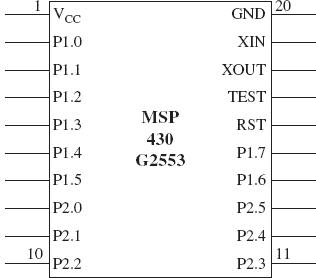 1 V_CC GND 20
P1.0 XIN
P1.1 XOUT
P1.2 TEST
P1.3 MSP RST
P1.4 430 P1.7
P1.5 G2553 P1.6
P2.0 P2.5
P2.1 P2.4
10 P2.2 P2.3 11